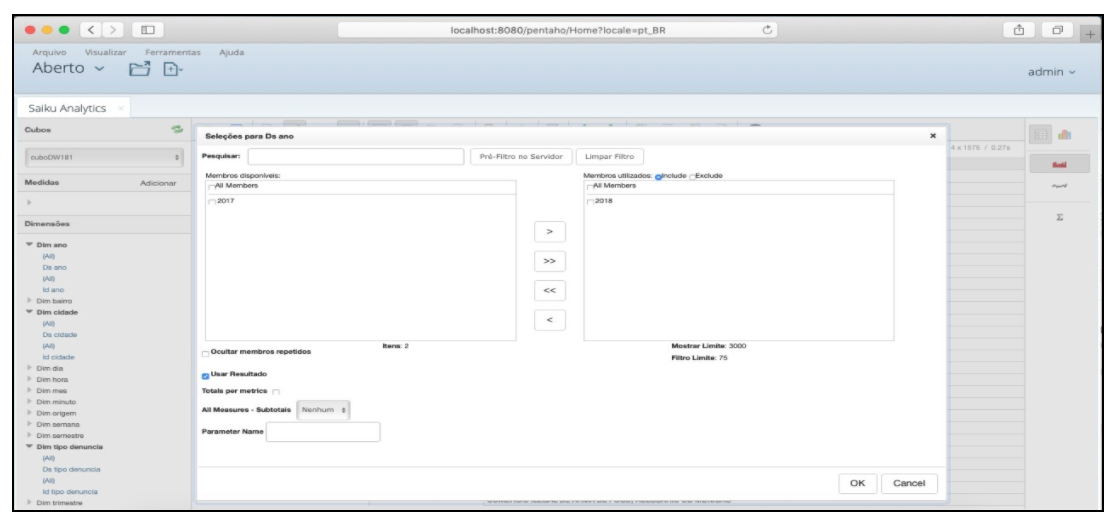 localhost:8080/pentaho/Home?locale=pt_BR
Arquivo Visualizar Ferramentas Ajuda
Aberto
admin
Saiku Analytics
Cubos
cuboDW181
Medidas Adicionar
Dimensões
Dim ano
(All)
Ds ano
(All)
Id ano
Dim bairro
Dim cidade
(All)
Ds cidade
(All)
Id cidade
Dim dia
Dim hora
Dim mes
Dim minuto
Dim origem
Dim semana
Dim semestre
Dim tipo denuncia
(All)
Ds tipo denuncia
(All)
Id tipo denuncia
Dim trimestre
Seleções para Ds ano
Pesquisar: Pré-Filtro no Servidor Limpar Filtro
Membros disponíveis:
All Members
2017
>
>>
<<
<
Membros utilizados: Include Exclude
All Members
2018
Itens: 2
Mostrar Limite: 3000
Filtro Limite: 75
Ocultar membros repetidos
Usar Resultado
Totals per metrics
All Measures - Subtotais Nenhum
Parameter Name
OK Cancel
4 x 1575 / 0.27s
Σ